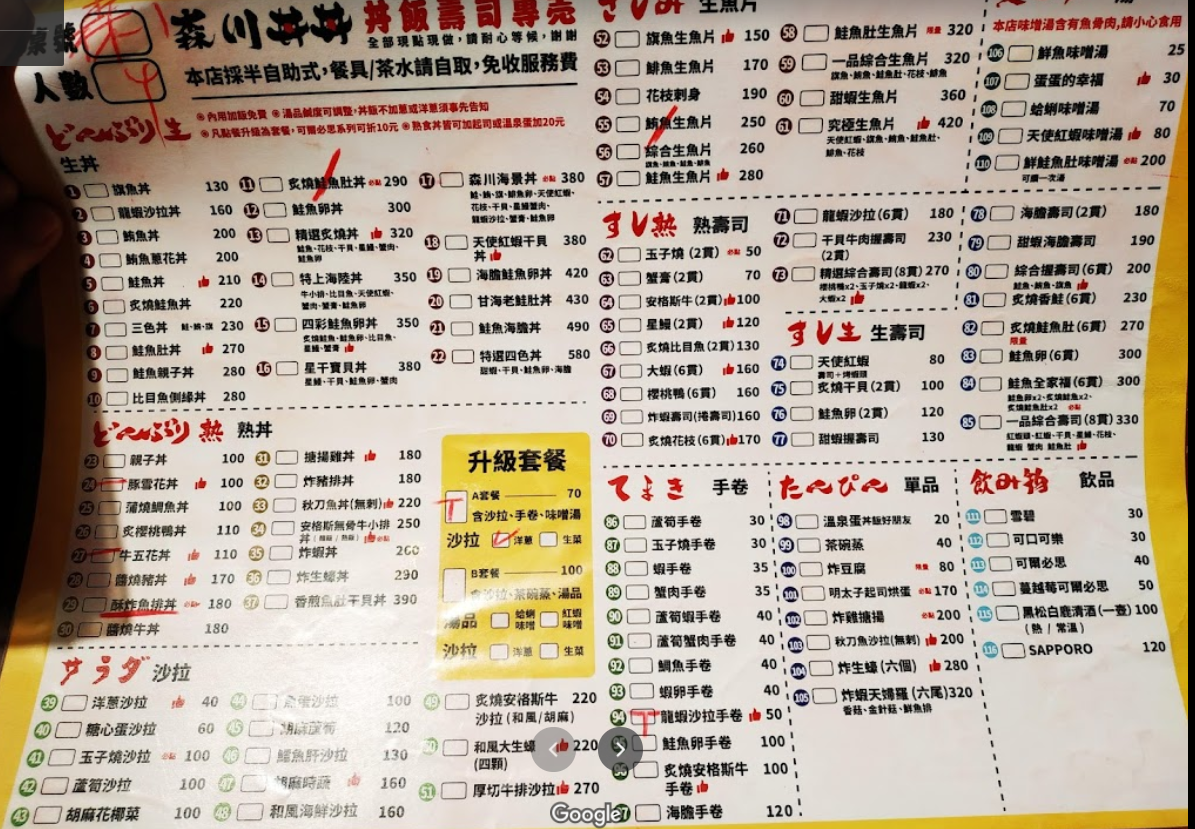 桌號
森川丼丼
丼飯壽司專売
全部現點現做,請耐心等候,謝謝
人數
本店採半自助式,餐具/茶水請自取,免收服務費
內用加飯免費 湯品鹹度可調整,丼飯不加蔥或洋蔥須事先告知
凡點餐升級為套餐,可爾必思系列可折10元 熟食丼皆可加起司或溫泉蛋加20元
どんぶり 生
生丼
1 旗魚丼 130
2 龍蝦沙拉丼 160
3 鮪魚丼 200
4 鮪魚蔥花丼 200
5 鮭魚丼 210
6 炙燒鮭魚丼 220
7 三色丼 鮭、鮪、旗 230
8 鮭魚肚丼 270
9 鮭魚親子丼 280
10 比目魚側緣丼 280
11 炙燒鮭魚肚丼 必點 290
12 鮭魚卵丼 300
13 精選炙燒丼 320
鮭魚、花枝、干貝、星鰻、蟹肉、
鮭魚卵
14 特上海陸丼 350
牛小排、比目魚、天使紅蝦、
蟹肉、蟹膏、鮭魚卵
15 四彩鮭魚卵丼 350
炙燒鮭魚、鮭魚卵、比目魚、
星鰻、蟹膏
16 星干寶貝丼 380
星鰻、干貝、鮭魚卵、蟹肉
17 森川海景丼 必點 380
鮭、鮪、旗、鯡魚卵、天使紅蝦、
花枝、干貝、星鰻蟹肉、
龍蝦沙拉、蟹膏、鮭魚卵
18 天使紅蝦干貝丼 380
19 海膽鮭魚卵丼 420
20 甘海老鮭肚丼 430
21 鮭魚海膽丼 490
22 特選四色丼 580
甜蝦、干貝、鮭魚卵、海膽
どんぶり 熟 熟丼
23 親子丼 100
24 豚雪花丼 100
25 蒲燒鯛魚丼 100
26 炙櫻桃鴨丼 110
27 牛五花丼 110
28 醬燒豬丼 170
29 酥炸魚排丼 必點 180
30 醬燒牛丼 180
31 搪揚雞丼 180
32 炸豬排丼 180
33 秋刀魚丼(無刺) 220
34 安格斯無骨牛小排丼 250
35 炸蝦丼 260
36 炸生蠔丼 290
37 香煎魚肚干貝丼 390
升級套餐
A套餐 70
含沙拉、手卷、味噌湯
沙拉 洋蔥 生菜
B套餐 100
含沙拉、茶碗蒸、湯品
湯品 蛤蜊味噌 紅蝦味噌
沙拉 洋蔥 生菜
サラダ 沙拉
39 洋蔥沙拉 40
40 糖心蛋沙拉 60
41 玉子燒沙拉 必點 100
42 蘆筍沙拉 100
43 胡麻花椰菜 100
44 魚蛋沙拉 100
45 胡麻蘆筍 120
46 鱈魚肝沙拉 130
47 胡麻時蔬 160
48 和風海鮮沙拉 160
49 炙燒安格斯牛沙拉(和風/胡麻) 220
50 和風大生蠔(四顆) 220
51 厚切牛排沙拉 270
さしみ 生魚片
52 旗魚生魚片 150
53 鯡魚生魚片 170
54 花枝刺身 190
55 鮪魚生魚片 250
56 綜合生魚片 260
旗魚、鮪魚、鮭魚、鯡魚
57 鮭魚生魚片 280
58 鮭魚肚生魚片 限量 320
59 一品綜合生魚片 320
旗魚、鮪魚、鮭魚肚、花枝、鯡魚
60 甜蝦生魚片 360
61 究極生魚片 420
天使紅蝦、旗魚、鮪魚、鮭魚肚、
鯡魚、花枝
本店味噌湯含有魚骨肉,請小心食用
106 鮮魚味噌湯 25
107 蛋蛋的幸福 30
108 蛤蜊味噌湯 70
109 天使紅蝦味噌湯 80
110 鮮鮭魚肚味噌湯 必點 200
可續一次湯
すし熟 熟壽司
62 玉子燒(2貫) 必點 50
63 蟹膏(2貫) 70
64 安格斯牛(2貫) 100
65 星鰻(2貫) 120
66 炙燒比目魚(2貫) 130
67 大蝦(6貫) 160
68 櫻桃鴨(6貫) 160
69 炸蝦壽司(捲壽司) 160
70 炙燒花枝(6貫) 170
71 龍蝦沙拉(6貫) 180
72 干貝牛肉握壽司(2貫) 230
73 精選綜合壽司(8貫) 270
櫻桃鴨x2、玉子燒x2、龍蝦x2、
大蝦x2
すし生 生壽司
74 天使紅蝦 80
壽司+烤蝦頭
75 炙燒干貝(2貫) 100
76 鮭魚卵(2貫) 120
77 甜蝦握壽司 130
78 海膽壽司(2貫) 180
79 甜蝦海膽壽司 190
80 綜合握壽司(6貫) 200
鮭魚、鮪魚、旗魚
81 炙燒香鮭(6貫) 230
82 炙燒鮭魚肚(6貫) 270
限量
83 鮭魚卵(6貫) 300
84 鮭魚全家福(6貫) 300
鮭魚卵x2、炙燒鮭魚x2、
炙燒鮭魚肚x2 必點
85 一品綜合壽司(8貫) 330
紅蝦頭、紅蝦、干貝、星鰻、花枝、
龍蝦 蟹肉 鮭魚肚
てまき 手卷
86 蘆筍手卷 30
87 玉子燒手卷 30
88 蝦手卷 35
89 蟹肉手卷 35
90 蘆筍蝦手卷 40
91 蘆筍蟹肉手卷 40
92 鯛魚手卷 40
93 蝦卵手卷 40
94 龍蝦沙拉手卷 50
鮭魚卵手卷 100
炙燒安格斯牛手卷 100
海膽手卷 120
たんぴん 單品
98 溫泉蛋 丼飯好朋友 20
99 茶碗蒸 40
100 炸豆腐 限量 80
101 明太子起司烘蛋 必點 170
102 炸雞搪揚 必點 200
103 秋刀魚沙拉(無刺) 200
104 炸生蠔(六個) 280
105 炸蝦天婦羅(六尾) 320
香菇、金針菇、鮮魚排
飲み物 飲品
111 雪碧 30
112 可口可樂 30
113 可爾必思 40
114 蔓越莓可爾必思 50
115 黑松白鹿清酒(一壺) 100
(熱/常溫)
116 SAPPORO 120
Google